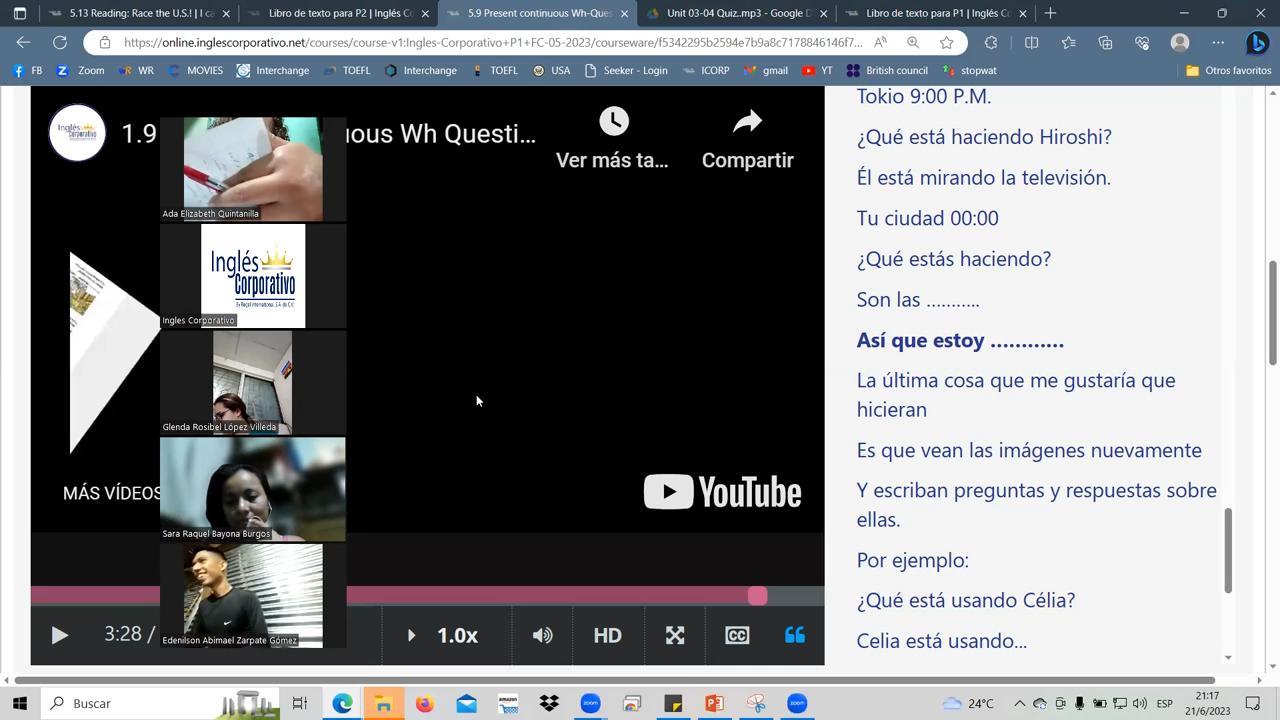 5.13 Reading: Race the U.S.! | In
Libro de texto P2 | Inglés Co
5.9 Present continuous Wh-Ques
Unit 03-04 Quiz..mp3 - Google D
Libro de texto para P1 | Inglés C
https://online.inglescorporativo.net/courses/course-v1:Ingles-Corporativo+P1+FC-05-2023/courseware/f5342295b2594e7b9a8c7178846146f7...
FB
Zoom
WR
MOVIES
Interchange
TOEFL
Interchange
TOEFL
USA
Seeker - Login
ICORP
gmail
YT
British council
stopwat
Otros favoritos
Inglés Corporativo
1.9
uous Wh Questi...
Ver más ta...
Compartir
Ada Elizabeth Quintanilla
Inglés
Corporativo
Ingles Corporativo
Glenda Rosibel López Villeda
MÁS VÍDEOS
YouTube
Sara Raquel Bayona Burgos
Edenilson Abimael Zarpate Gómez
3:28 /
1.0x
HD
CC
Tokio 9:00 P.M.
¿Qué está haciendo Hiroshi?
Él está mirando la televisión.
Tu ciudad 00:00
¿Qué estás haciendo?
Son las ...........
Así que estoy ............
La última cosa que me gustaría que
hicieran
Es que vean las imágenes nuevamente
Y escriban preguntas y respuestas sobre
ellas.
Por ejemplo:
¿Qué está usando Célia?
Celia está usando...
Buscar
24°C
ESP
21:17
21/6/2023